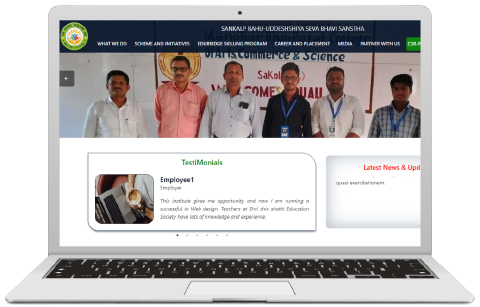 SANKALP BAHU-UDDESHSHIYA SEVA BHAVI SANSTHA
WHAT WE DO SCHEME AND INITIATIVES EDUBRIDGE SKILLING PROGRAM CAREER AND PLACEMENT MEDIA PARTNER WITH US CSR-P
of Arts Commerce & Science
Sakol
TestiMonials
Employee1
Employer
This institute gives me opportunity and now I am running a
successful in Web design. Teachers at Shri shiv shakti Education
Society have lots of knowledge and experience.
Latest News & Upd
quasi exercitationem.